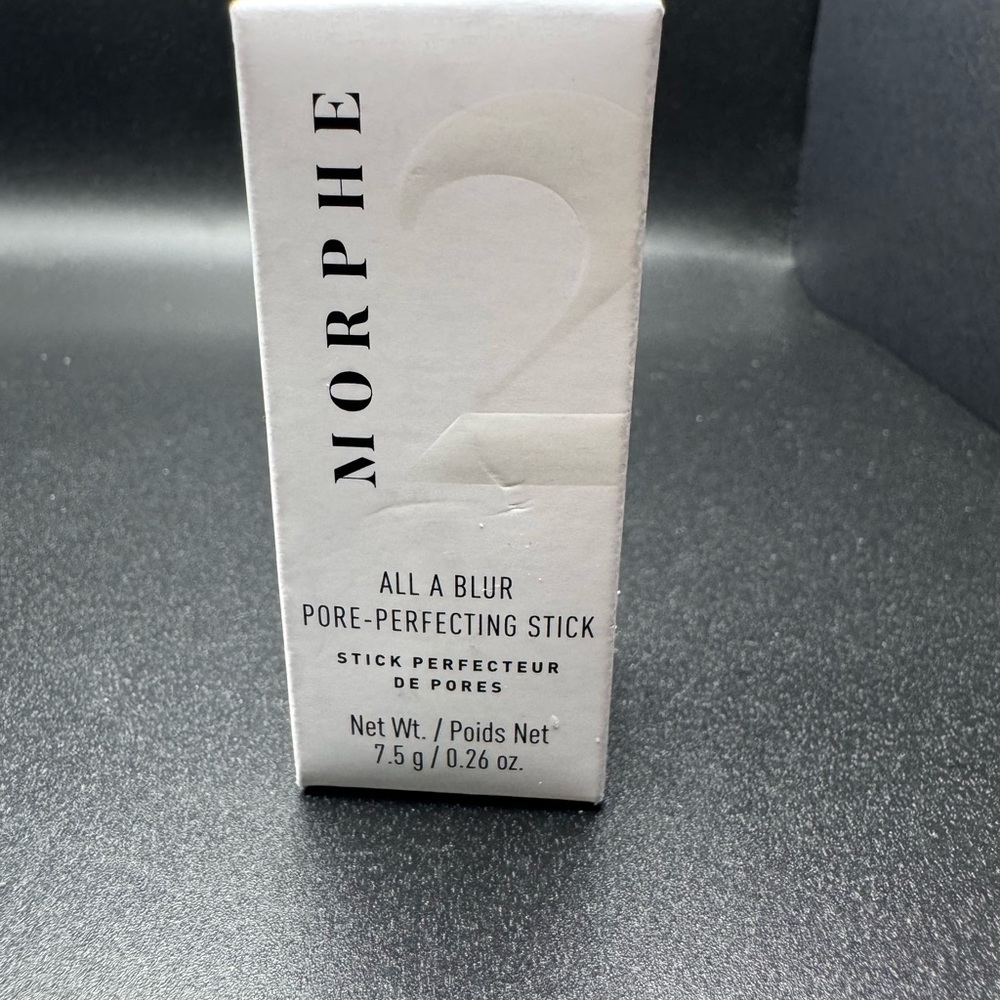 MORPHE
2
ALL A BLUR
PORE-PERFECTING STICK
STICK PERFECTEUR
DE PORES
Net Wt. / Poids Net
7.5 g / 0.26 oz.